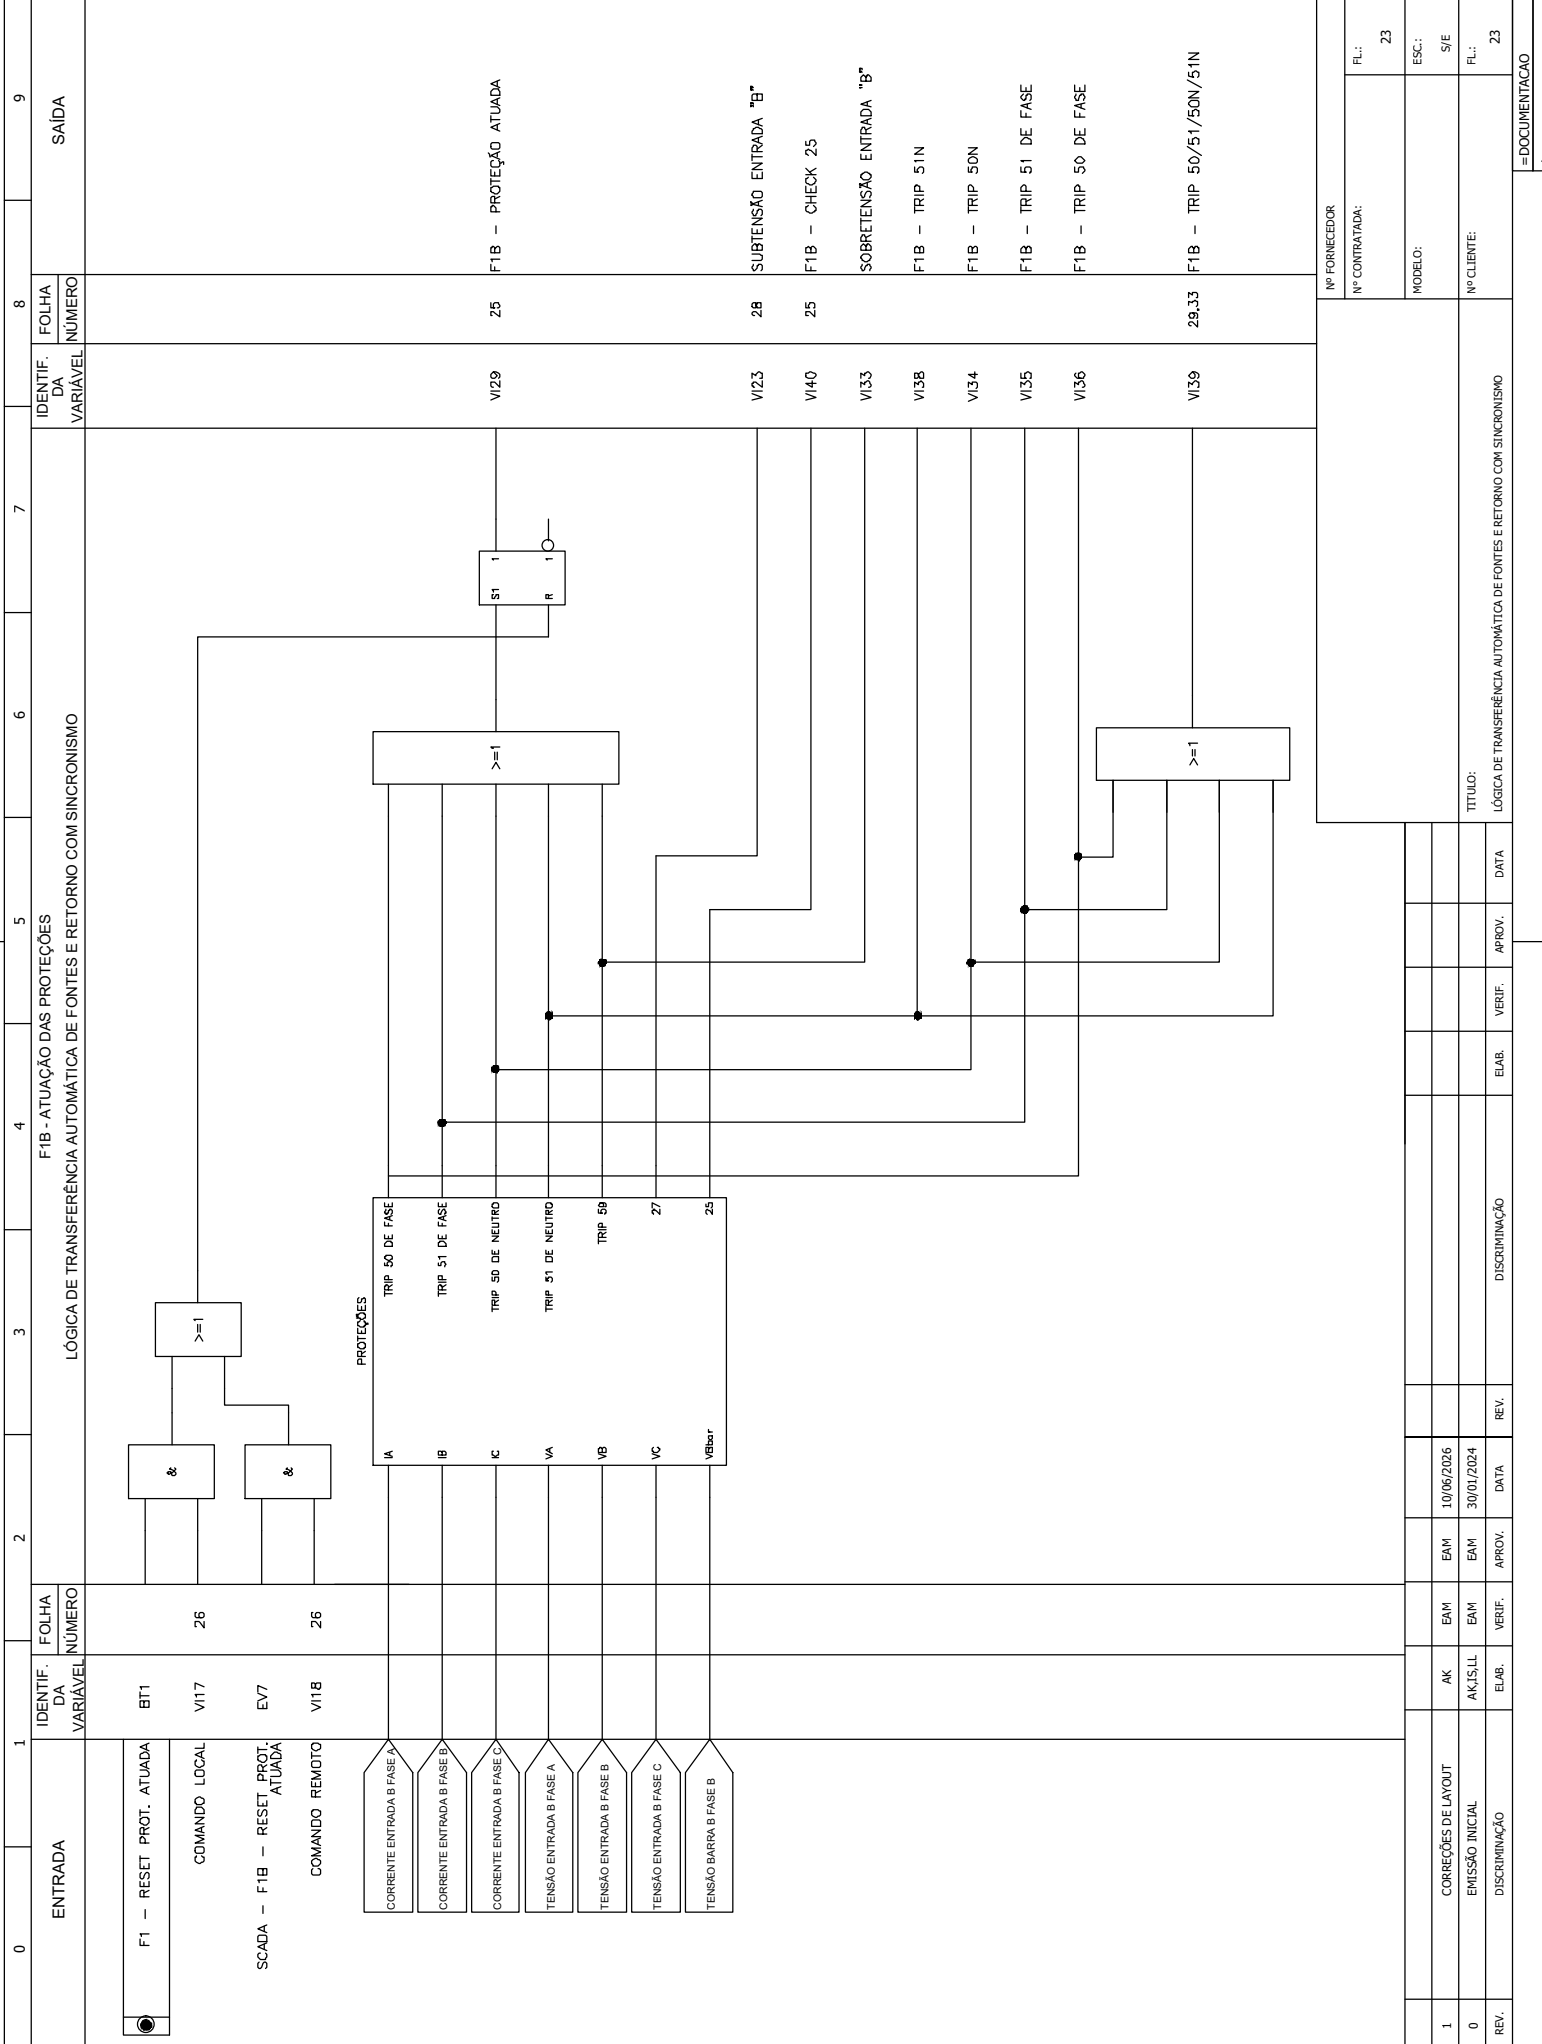 0 1 2 3 4 5 6 7 8 9
ENTRADA
IDENTIF.
DA
VARIÁVEL
FOLHA
NÚMERO
F1B - ATUAÇÃO DAS PROTEÇÕES
LÓGICA DE TRANSFERÊNCIA AUTOMÁTICA DE FONTES E RETORNO COM SINCRONISMO
IDENTIF.
DA
VARIÁVEL
FOLHA
NÚMERO
SAÍDA
F1 - RESET PROT. ATUADA BT1
COMANDO LOCAL VI17 26
&
SCADA - F1B - RESET PROT.
ATUADA
EV7
COMANDO REMOTO VI18 26
&
>=1
PROTEÇÕES
CORRENTE ENTRADA B FASE A IA TRIP 50 DE FASE
CORRENTE ENTRADA B FASE B IB TRIP 51 DE FASE
CORRENTE ENTRADA B FASE C IC TRIP 50 DE NEUTRO
TENSÃO ENTRADA B FASE A VA TRIP 51 DE NEUTRO
TENSÃO ENTRADA B FASE B VB TRIP 59
TENSÃO ENTRADA B FASE C VC 27
TENSÃO BARRA B FASE B VBbar 25
>=1
S1 1
R 1
VI29 25 F1B - PROTEÇÃO ATUADA
VI23 28 SUBTENSÃO ENTRADA "B"
VI40 25 F1B - CHECK 25
VI33 SOBRETENSÃO ENTRADA "B"
VI38 F1B - TRIP 51N
VI34 F1B - TRIP 50N
VI35 F1B - TRIP 51 DE FASE
VI36 F1B - TRIP 50 DE FASE
>=1
VI39 29,33 F1B - TRIP 50/51/50N/51N
1 CORREÇÕES DE LAYOUT AK EAM EAM 10/06/2026
0 EMISSÃO INICIAL AK,IS,LL EAM EAM 30/01/2024
REV. DISCRIMINAÇÃO ELAB. VERIF. APROV. DATA REV. DISCRIMINAÇÃO ELAB. VERIF. APROV. DATA
TITULO:
LÓGICA DE TRANSFERÊNCIA AUTOMÁTICA DE FONTES E RETORNO COM SINCRONISMO
Nº FORNECEDOR
Nº CONTRATADA:
FL.:
23
MODELO:
ESC.:
S/E
Nº CLIENTE:
FL.:
23
=DOCUMENTACAO